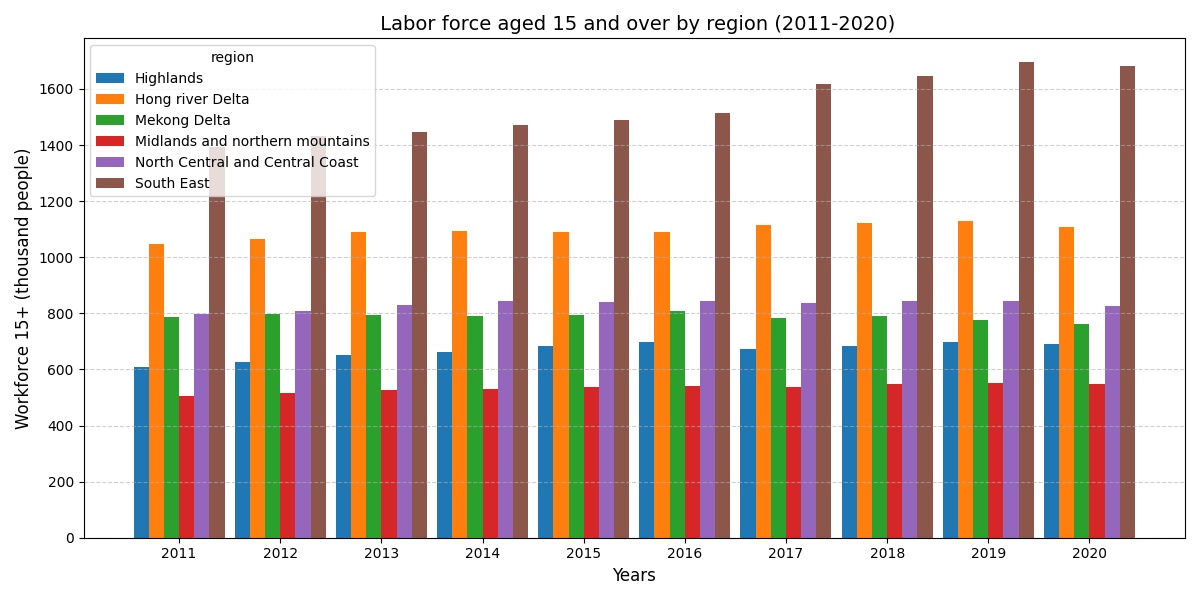 Labor force aged 15 and over by region (2011-2020)
region
Highlands
Hong river Delta
Mekong Delta
Midlands and northern mountains
North Central and Central Coast
South East
Workforce 15+ (thousand people)
1600
1400
1200
1000
800
600
400
200
0
2011 2012 2013 2014 2015 2016 2017 2018 2019 2020
Years